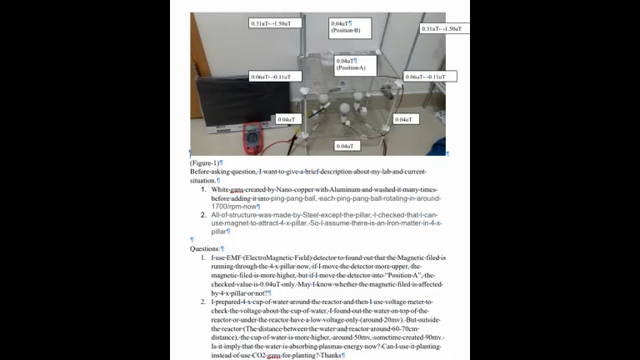 0.31uT-→1.50uT
0.04uT
(Position-B)
0.31uT-→1.50uT
0.04uT
(Position-A)
0.06uT-→0.11uT
0.06uT-→0.11uT
0.04uT
0.04uT
0.04uT
(Figure-1)
Before asking question, I want to give a brief description about my lab and current
situation.
1. White gans created by Nano-copper with Aluminum and washed it many times
before adding it into ping-pang-ball, each ping-pang-ball rotating in around
1700/rpm now
2. All of structure was made by Steel except the pillar, I checked that I can
use magnet to attract 4-x pillar. So I assume there is an Iron matter in 4-x
pillar
Questions:
1. I use EMF (ElectroMagnetic Field) detector to found out that the Magnetic filed is
running through the 4-x pillar now, if I move the detector more upper, the
magnetic filed is more higher, but if I move the detector into "Position A", the
checked value is 0.04uT only. May I know whether the magnetic filed is affected
by 4-x pillar or not?
2. I prepared 4-x cup of water around the reactor and then I use voltage meter to
check the voltage about the cup of water, I found out the water on top of the
reactor or under the reactor have a low voltage only (around 20mv). But outside
the reactor (The distance between the water and reactor around 60-70cm
distance), the cup of water is more higher, around 50mv, sometime created 90mv.
Is it imply that the water is absorbing plasmas energy now? Can I use it planting
instead of use CO2 gans for planting? Thanks